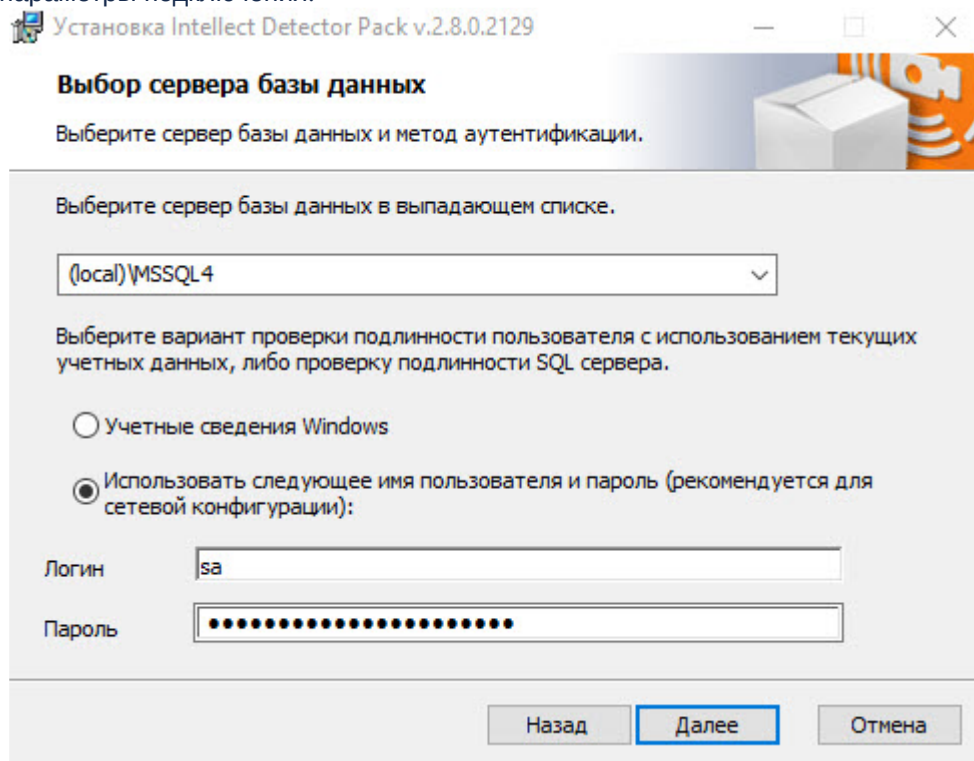 параметры подключения.
Установка Intellect Detector Pack v.2.8.0.2129
Выбор сервера базы данных
Выберите сервер базы данных и метод аутентификации.
Выберите сервер базы данных в выпадающем списке.
(local)\MSSQL4
Выберите вариант проверки подлинности пользователя с использованием текущих
учетных данных, либо проверку подлинности SQL сервера.
Учетные сведения Windows
Использовать следующее имя пользователя и пароль (рекомендуется для
сетевой конфигурации):
Логин sa
Пароль ••••••••••••••••••••••
Назад Далее Отмена